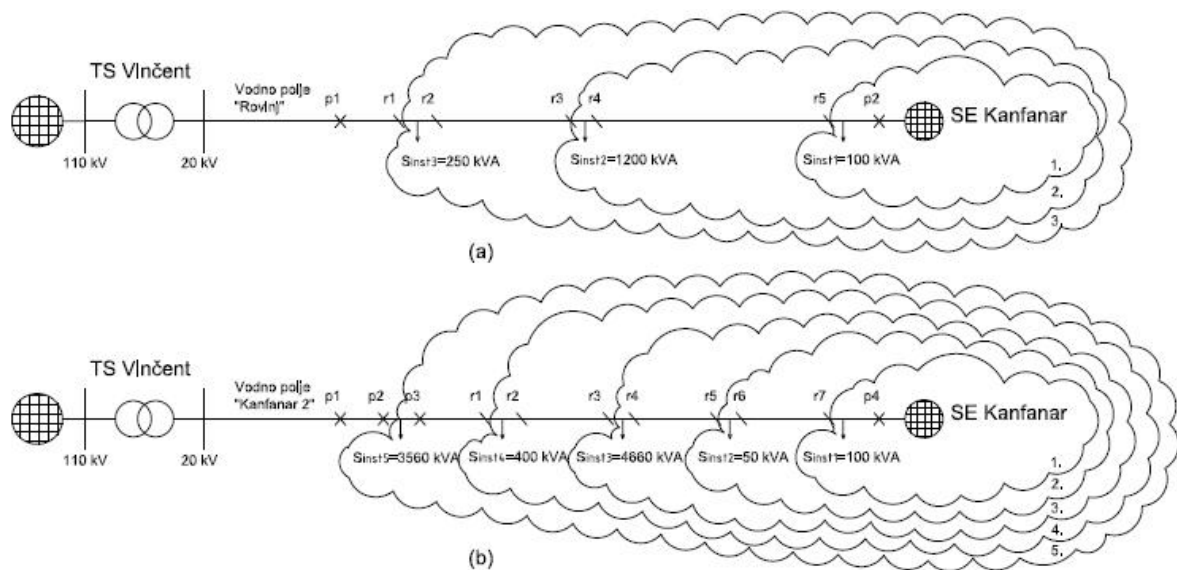 TS Vinčent
Vodno polje
"Rovinj"
p1
r1
r2
r3
r4
r5
p2
SE Kanfanar
110 kV
20 kV
Sinst3=250 kVA
Sinst2=1200 kVA
Sinst1=100 kVA
1.
2.
3.
(a)
TS Vinčent
Vodno polje
"Kanfanar 2"
p1
p2
p3
r1
r2
r3
r4
r5
r6
r7
p4
SE Kanfanar
110 kV
20 kV
Sinst5=3560 kVA
Sinst4=400 kVA
Sinst3=4660 kVA
Sinst2=50 kVA
Sinst1=100 kVA
1.
2.
3.
4.
5.
(b)